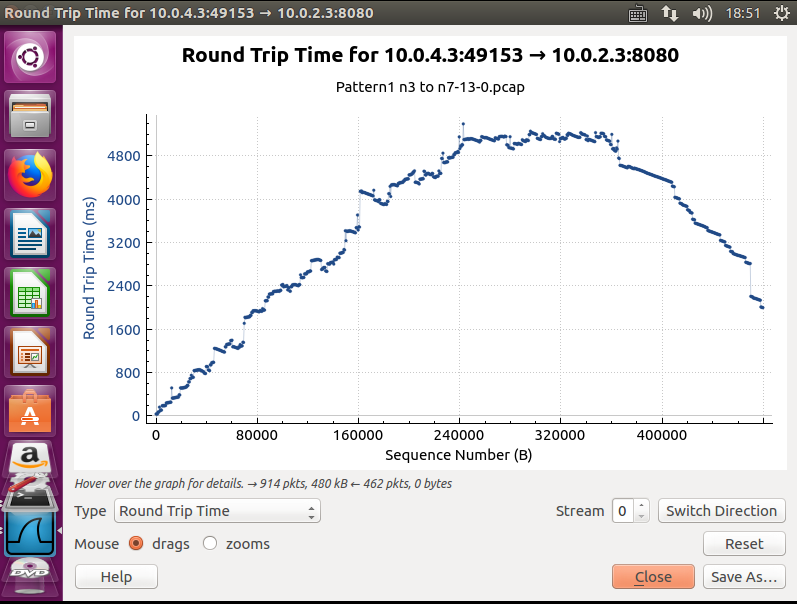 Round Trip Time for 10.0.4.3:49153 → 10.0.2.3:8080
18:51
Round Trip Time for 10.0.4.3:49153 → 10.0.2.3:8080
Pattern1 n3 to n7-13-0.pcap
Round Trip Time (ms)
4800
4000
3200
2400
1600
800
0
0 80000 160000 240000 320000 400000
Sequence Number (B)
Hover over the graph for details. → 914 pkts, 480 kB ← 462 pkts, 0 bytes
Type Round Trip Time Stream 0 Switch Direction
Mouse drags zooms Reset
Help Close Save As…
A
a
DVD